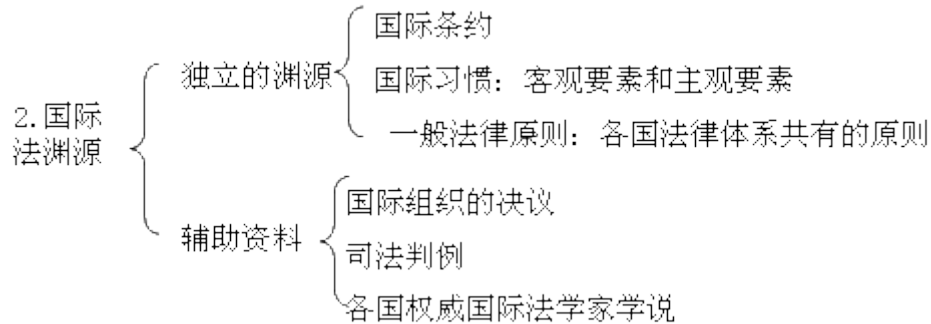 2.国际
法渊源
独立的渊源
国际条约
国际习惯：客观要素和主观要素
一般法律原则：各国法律体系共有的原则
辅助资料
国际组织的决议
司法判例
各国权威国际法学家学说